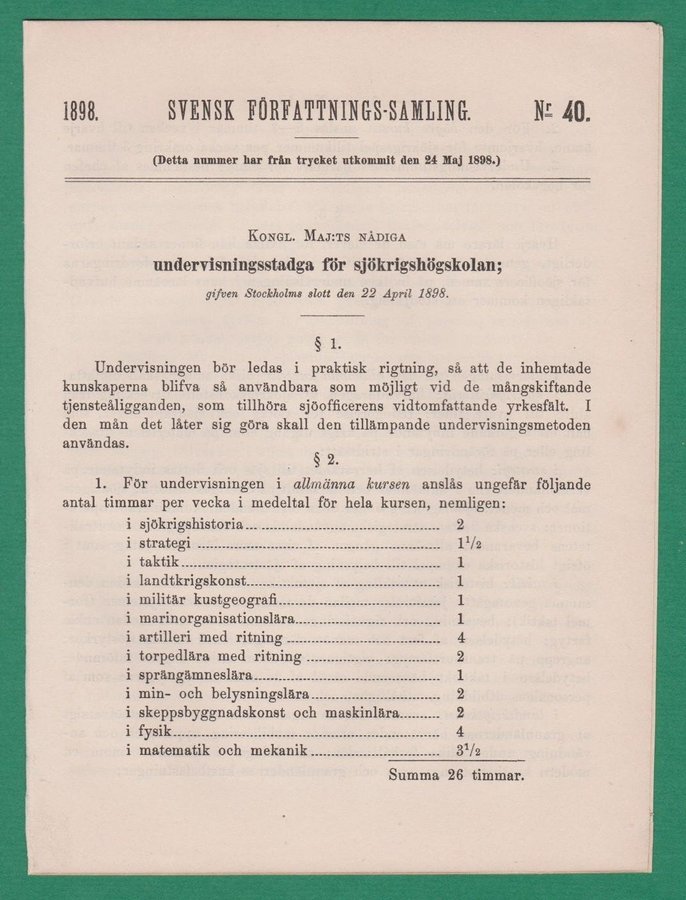 1898. SVENSK FÖRFATTNINGS-SAMLING. Nr 40.
(Detta nummer har från trycket utkommit den 24 Maj 1898.)
KONGL. MAJ:TS NÅDIGA
undervisningsstadga för sjökrigshögskolan;
gifven Stockholms slott den 22 April 1898.
§ 1.
Undervisningen bör ledas i praktisk rigtning, så att de inhemtade
kunskaperna blifva så användbara som möjligt vid de mångskiftande
tjensteåligganden, som tillhöra sjöofficerens vidtomfattande yrkesfält. I
den mån det låter sig göra skall den tillämpande undervisningsmetoden
användas.
§ 2.
1. För undervisningen i allmänna kursen anslås ungefär följande
antal timmar per vecka i medeltal för hela kursen, nemligen:
i sjökrigshistoria 2
i strategi 1 1/2
i taktik 1
i landtkrigskonst 1
i militär kustgeografi 1
i marinorganisationslära 1
i artilleri med ritning 4
i torpedlära med ritning 2
i sprängämneslära 1
i min- och belysningslära 2
i skeppsbyggnadskonst och maskinlära 2
i fysik 4
i matematik och mekanik 3 1/2
Summa 26 timmar.